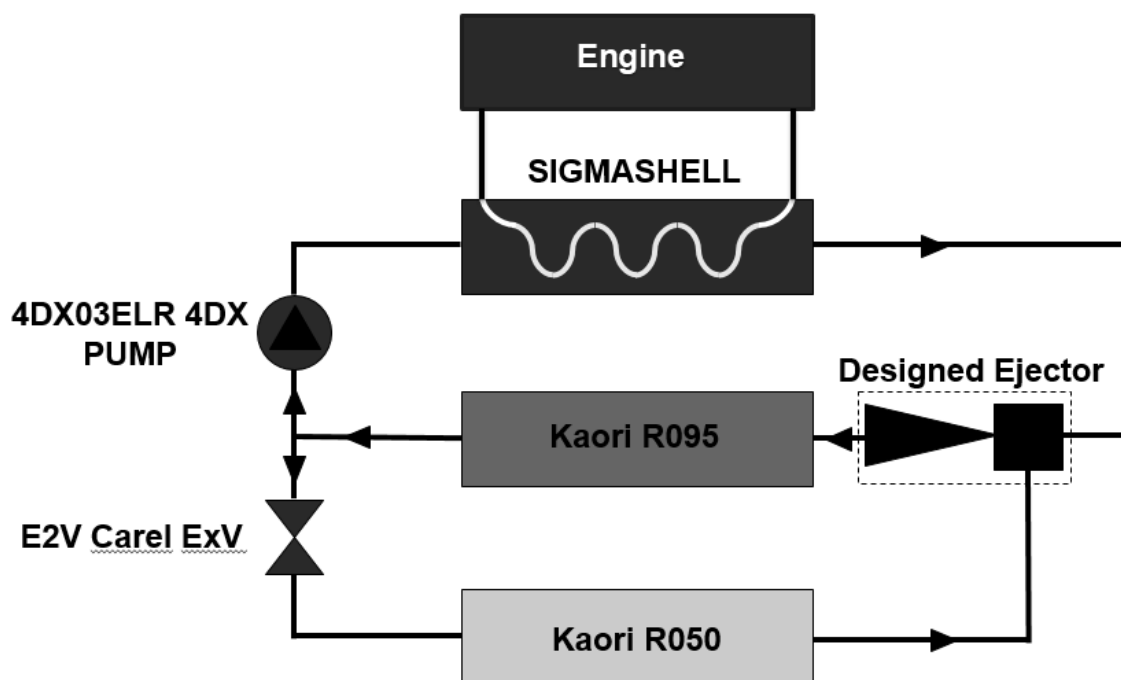 Engine
SIGMASHELL
4DX03ELR 4DX
PUMP
Designed Ejector
Kaori R095
E2V Carel ExV
Kaori R050